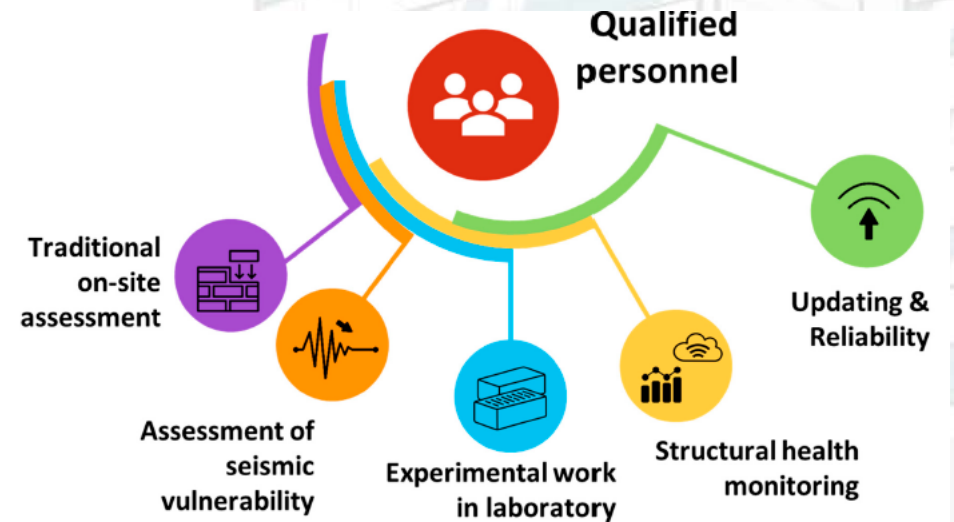 Qualified
personnel
Traditional
on-site
assessment
Assessment of
seismic
vulnerability
Experimental work
in laboratory
Structural health
monitoring
Updating &
Reliability